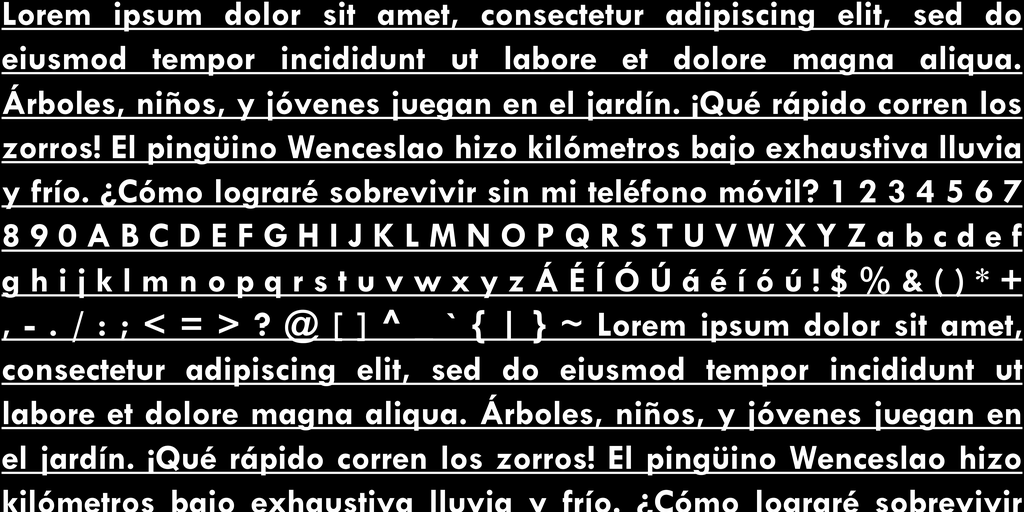 Lorem ipsum dolor sit amet, consectetur adipiscing elit, sed do
eiusmod tempor incididunt ut labore et dolore magna aliqua.
Árboles, niños, y jóvenes juegan en el jardín. ¡Qué rápido corren los
zorros! El pingüino Wenceslao hizo kilómetros bajo exhaustiva lluvia
y frío. ¿Cómo lograré sobrevivir sin mi teléfono móvil? 1 2 3 4 5 6 7
8 9 0 A B C D E F G H I J K L M N O P Q R S T U V W X Y Z a b c d e f
g h i j k l m n o p q r s t u v w x y z Á É Í Ó Ú á é í ó ú ! $ % & ( ) * +
, - . / : ; < = > ? @ [ ] ^ _ ` { | } ~ Lorem ipsum dolor sit amet,
consectetur adipiscing elit, sed do eiusmod tempor incididunt ut
labore et dolore magna aliqua. Árboles, niños, y jóvenes juegan en
el jardín. ¡Qué rápido corren los zorros! El pingüino Wenceslao hizo
kilómetros bajo exhaustiva lluvia y frío. ¿Cómo lograré sobrevivir